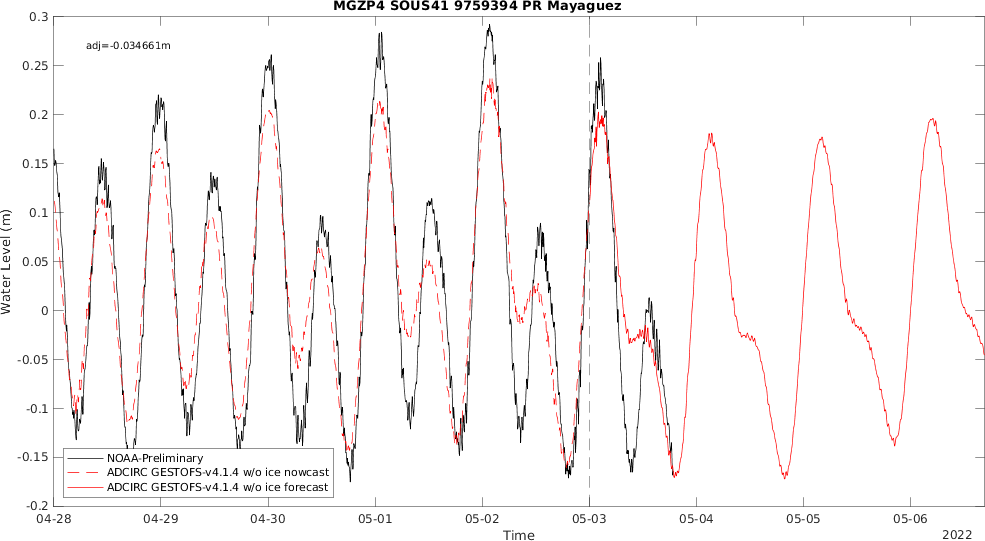 MGZP4 SOUS41 9759394 PR Mayaguez
adj=-0.034661m
Water Level (m)
0.3
0.25
0.2
0.15
0.1
0.05
0
-0.05
-0.1
-0.15
-0.2
NOAA-Preliminary
ADCIRC GESTOFS-v4.1.4 w/o ice nowcast
ADCIRC GESTOFS-v4.1.4 w/o ice forecast
04-28 04-29 04-30 05-01 05-02 05-03 05-04 05-05 05-06
Time
2022